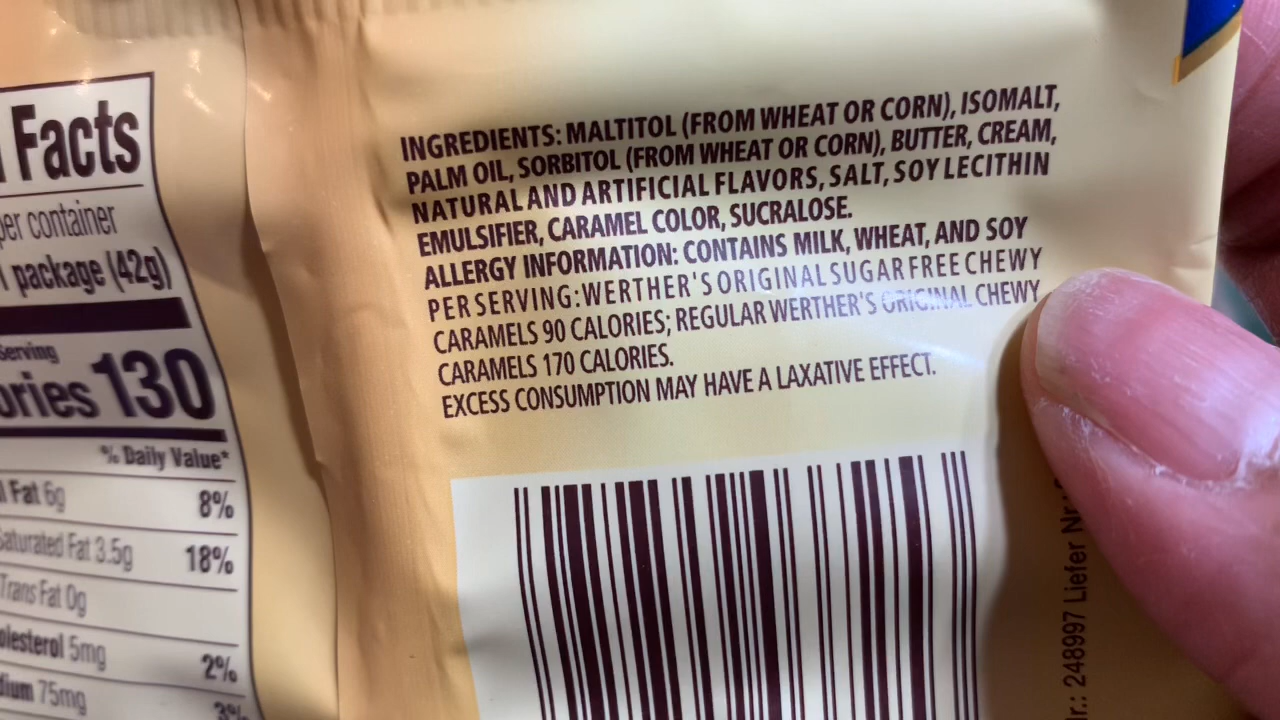 Facts
per container
1 package (42g)
Serving
ories 130
% Daily Value*
Fat 6g 8%
Saturated Fat 3.5g 18%
Trans Fat 0g
olesterol 5mg 2%
dium 75mg 3%
INGREDIENTS: MALTITOL (FROM WHEAT OR CORN), ISOMALT,
PALM OIL, SORBITOL (FROM WHEAT OR CORN), BUTTER, CREAM,
NATURAL AND ARTIFICIAL FLAVORS, SALT, SOY LECITHIN
EMULSIFIER, CARAMEL COLOR, SUCRALOSE.
ALLERGY INFORMATION: CONTAINS MILK, WHEAT, AND SOY
PER SERVING: WERTHER'S ORIGINAL SUGAR FREE CHEWY
CARAMELS 90 CALORIES; REGULAR WERTHER'S ORIGINAL CHEWY
CARAMELS 170 CALORIES.
EXCESS CONSUMPTION MAY HAVE A LAXATIVE EFFECT.
r.: 248997 Liefer Nr.: